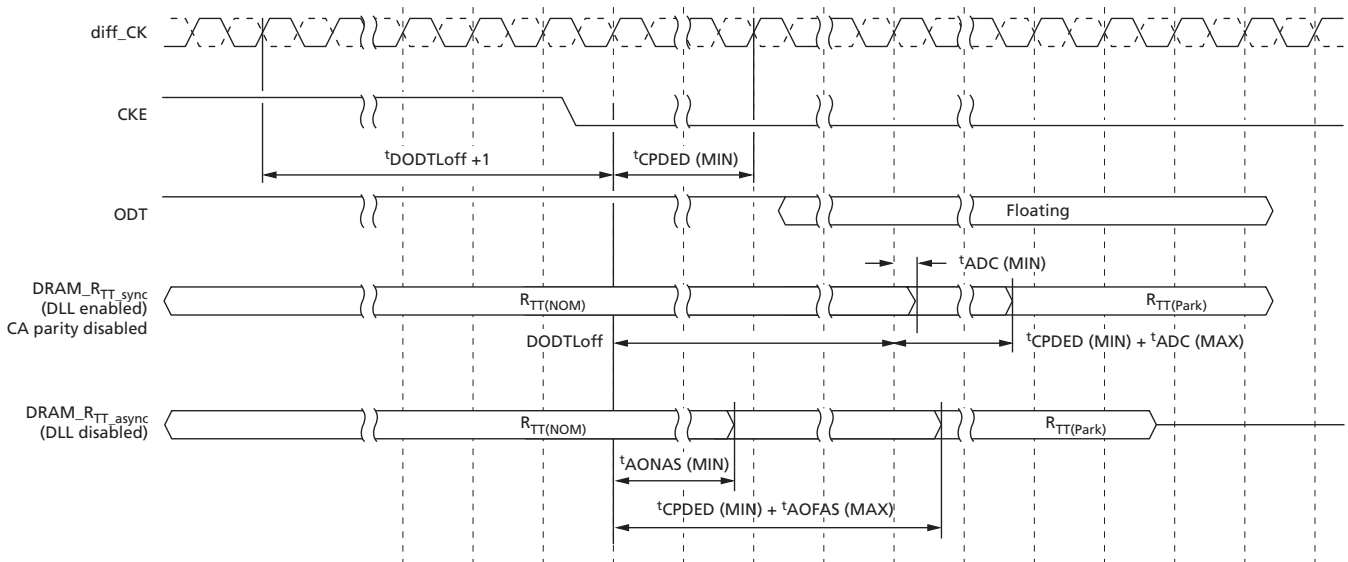 diff_CK
CKE
tDODTLoff +1
tCPDED (MIN)
ODT
Floating
tADC (MIN)
DRAM_RTT_sync
(DLL enabled)
CA parity disabled
RTT(NOM)
RTT(Park)
DODTLoff
tCPDED (MIN) + tADC (MAX)
DRAM_RTT_async
(DLL disabled)
RTT(NOM)
RTT(Park)
tAONAS (MIN)
tCPDED (MIN) + tAOFAS (MAX)